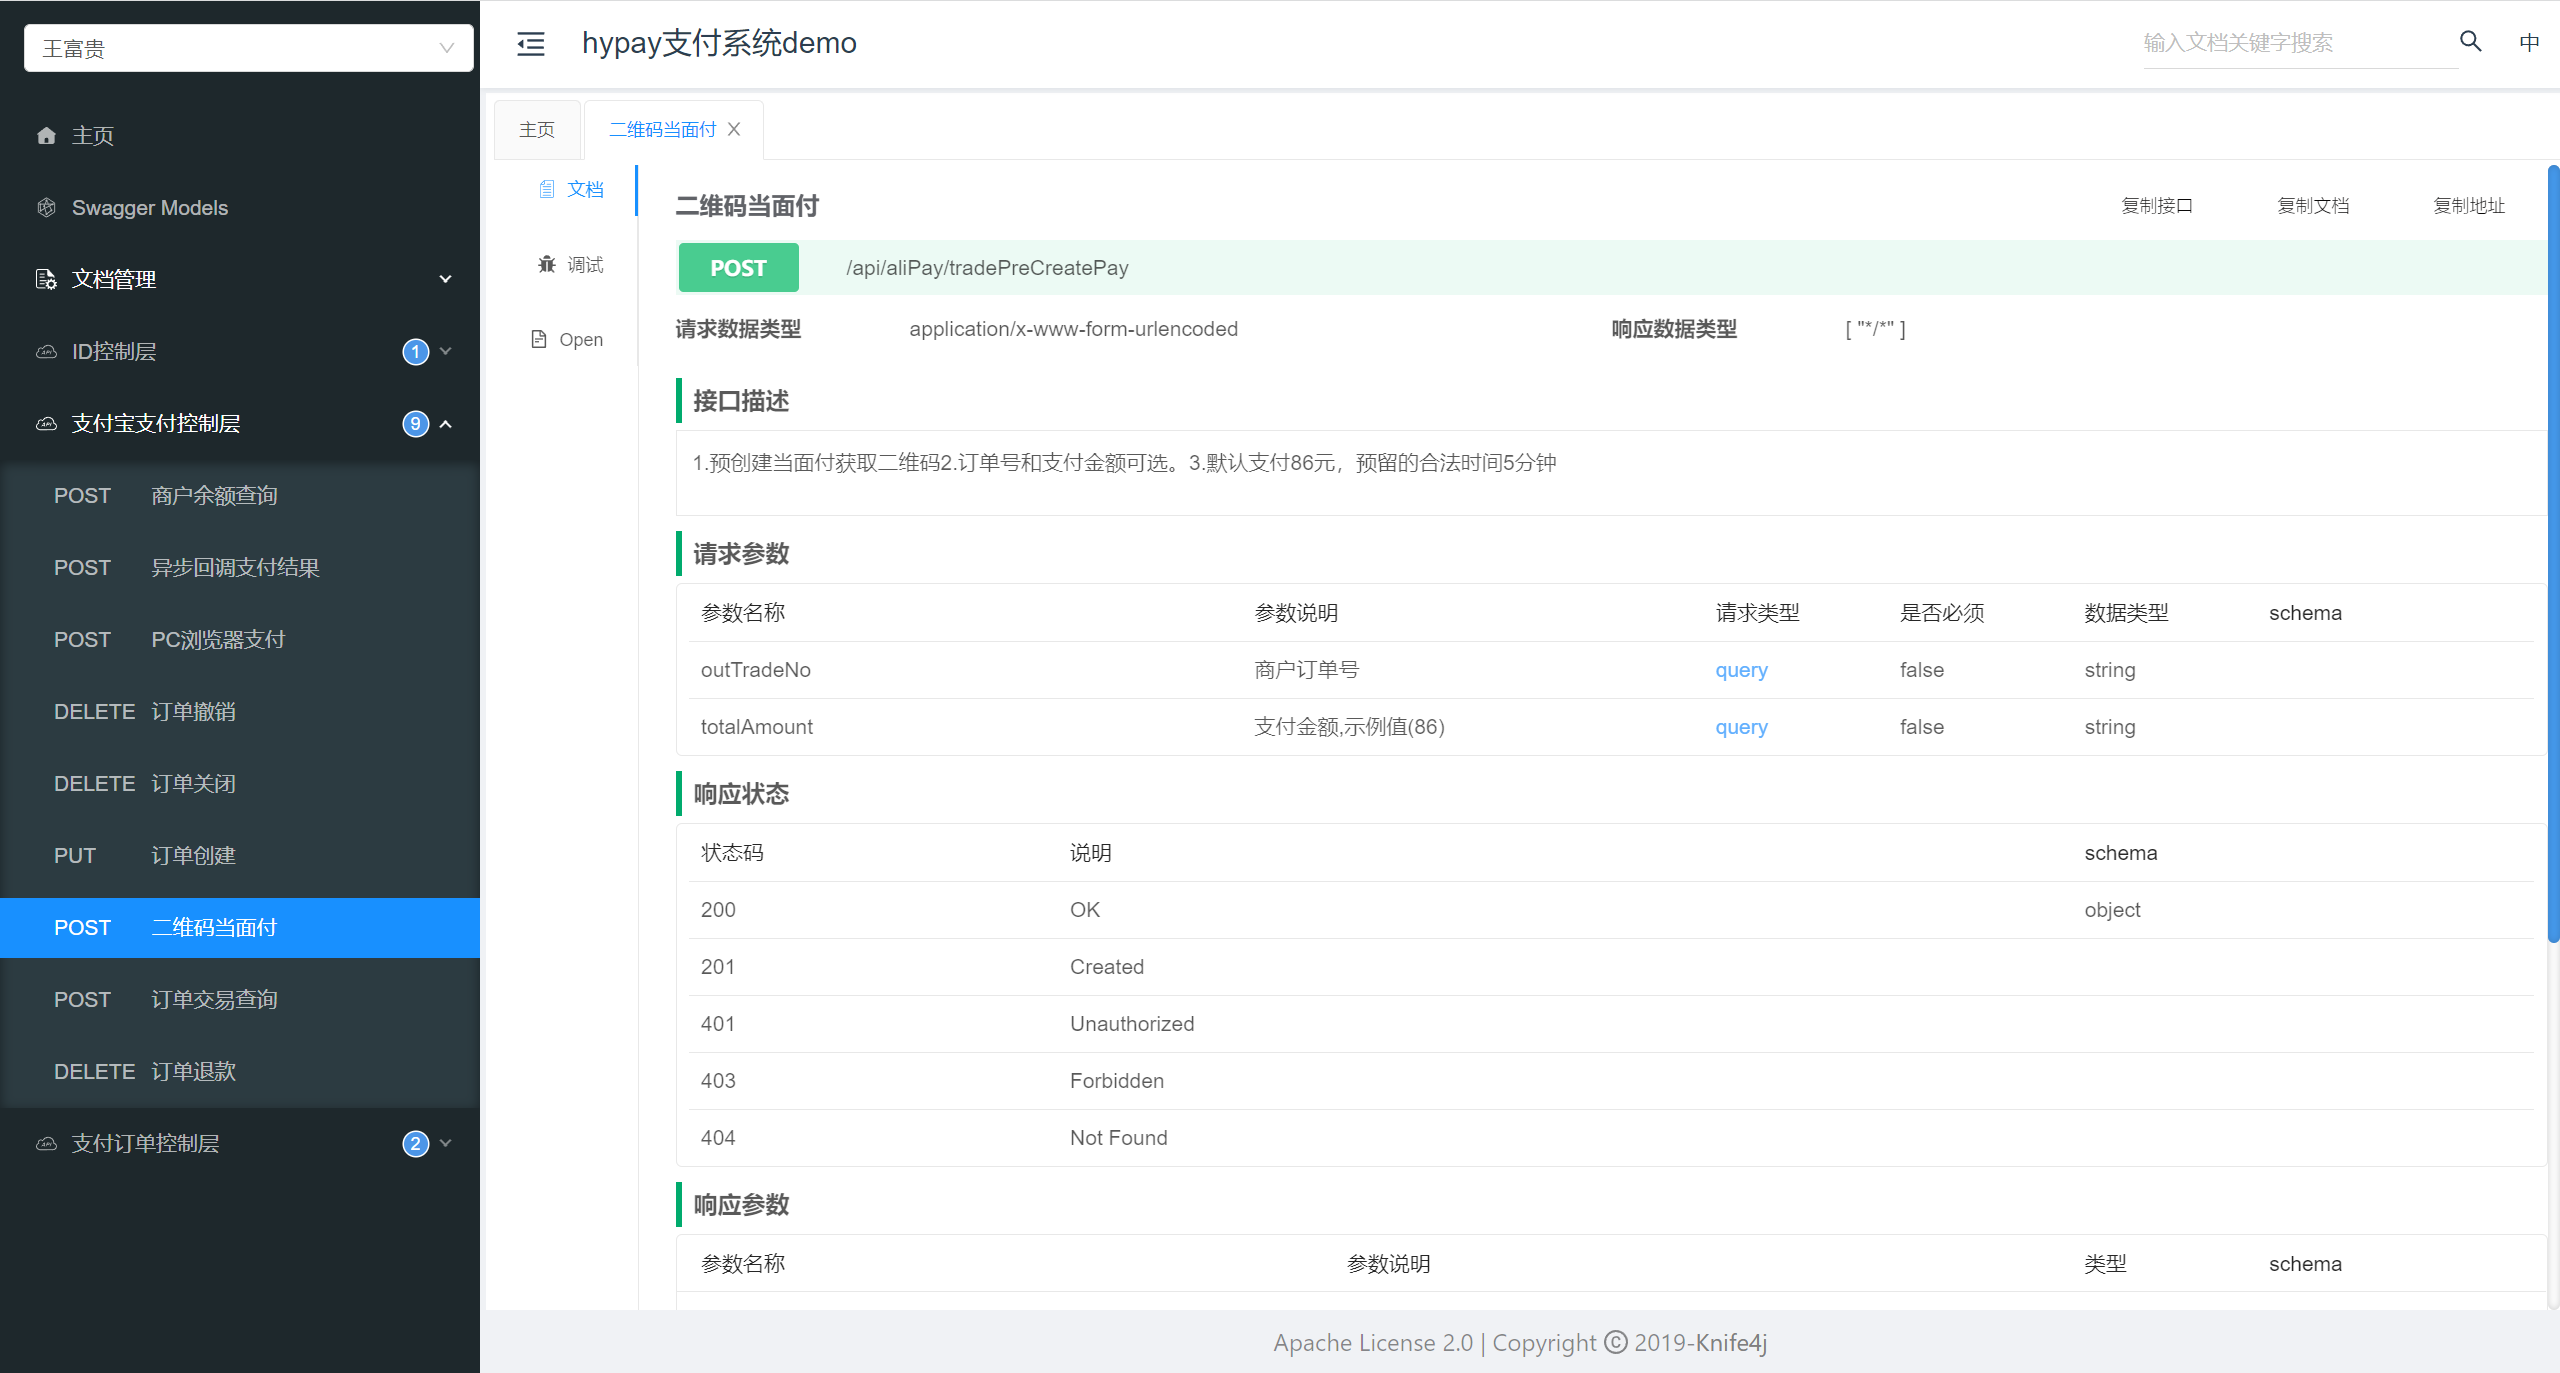 王富贵
主页
Swagger Models
文档管理
ID控制层 1
支付宝支付控制层 9
POST 商户余额查询
POST 异步回调支付结果
POST PC浏览器支付
DELETE 订单撤销
DELETE 订单关闭
PUT 订单创建
POST 二维码当面付
POST 订单交易查询
DELETE 订单退款
支付订单控制层 2
hypay支付系统demo
输入文档关键字搜索
中
主页 二维码当面付
文档
调试
Open
二维码当面付 复制接口 复制文档 复制地址
POST /api/aliPay/tradePreCreatePay
请求数据类型 application/x-www-form-urlencoded 响应数据类型 [ "*/*" ]
接口描述
1.预创建当面付获取二维码2.订单号和支付金额可选。3.默认支付86元，预留的合法时间5分钟
请求参数
参数名称 参数说明 请求类型 是否必须 数据类型 schema
outTradeNo 商户订单号 query false string
totalAmount 支付金额,示例值(86) query false string
响应状态
状态码 说明 schema
200 OK object
201 Created
401 Unauthorized
403 Forbidden
404 Not Found
响应参数
参数名称 参数说明 类型 schema
Apache License 2.0 | Copyright © 2019-Knife4j